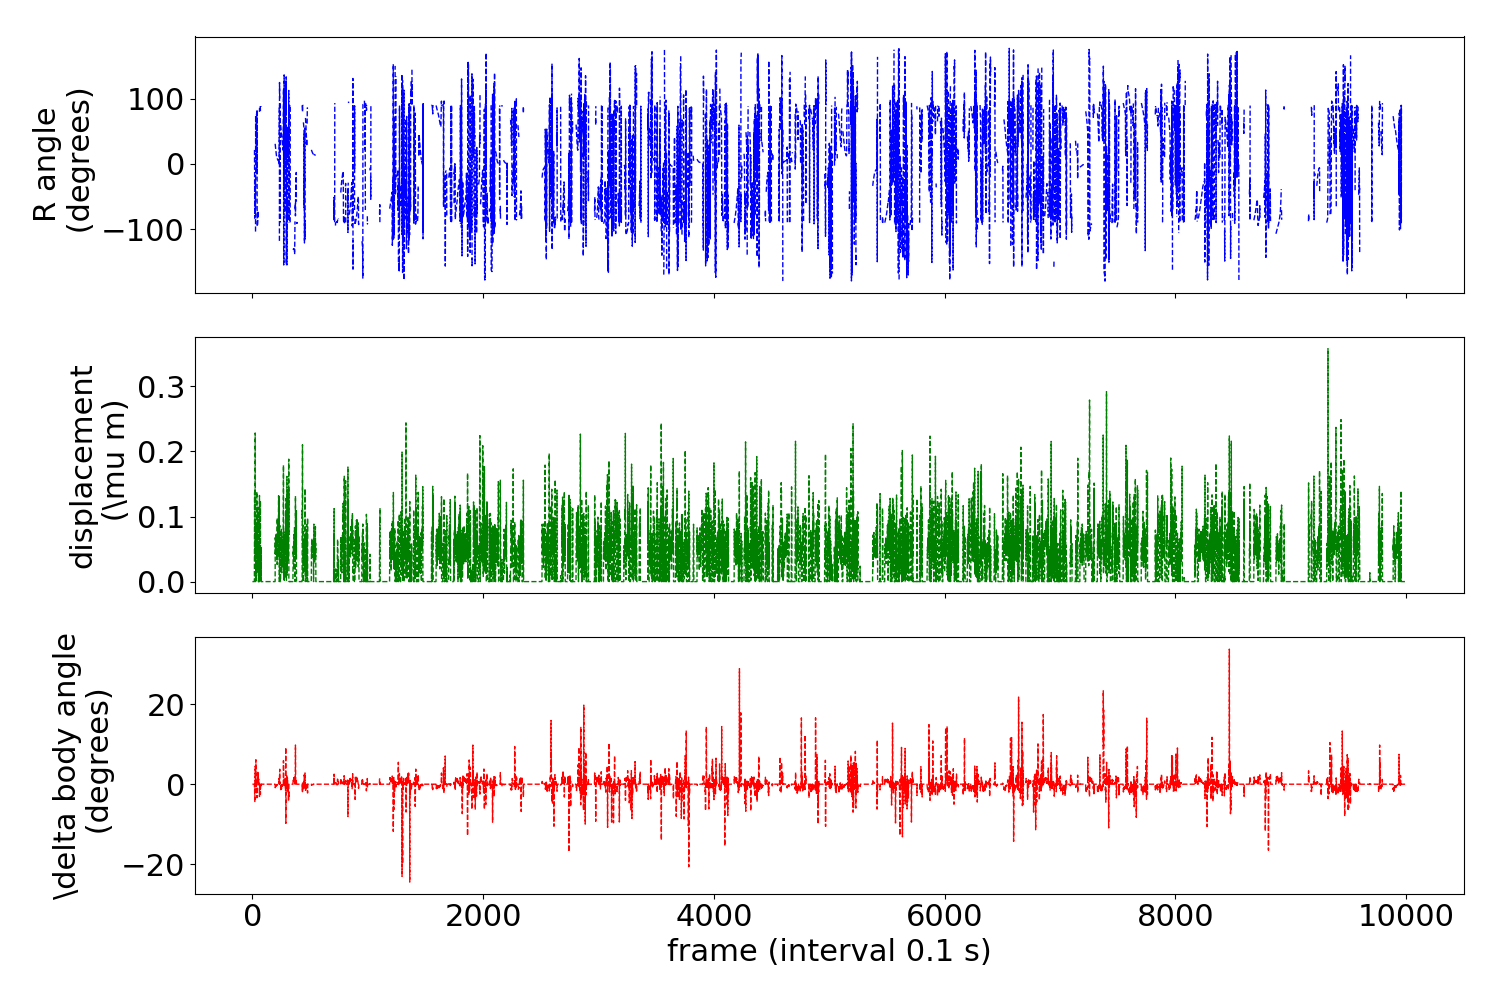 R angle
(degrees)
100
0
−100
displacement
(\mu m)
0.3
0.2
0.1
0.0
\delta body angle
(degrees)
20
0
−20
0 2000 4000 6000 8000 10000
frame (interval 0.1 s)